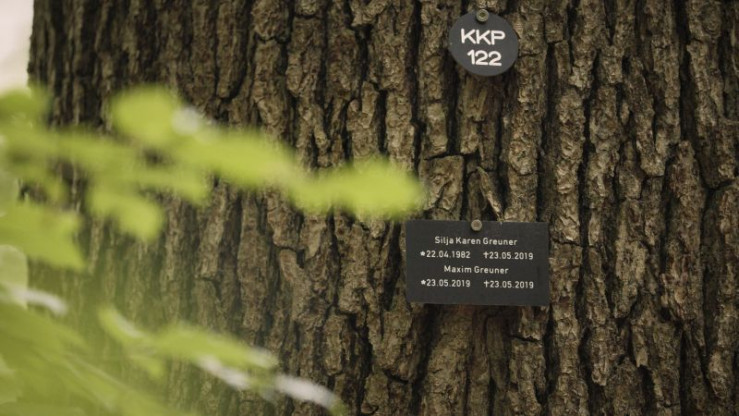 KKP
122
Silja Karen Greuner
*22.04.1982 †23.05.2019
Maxim Greuner
*23.05.2019 †23.05.2019